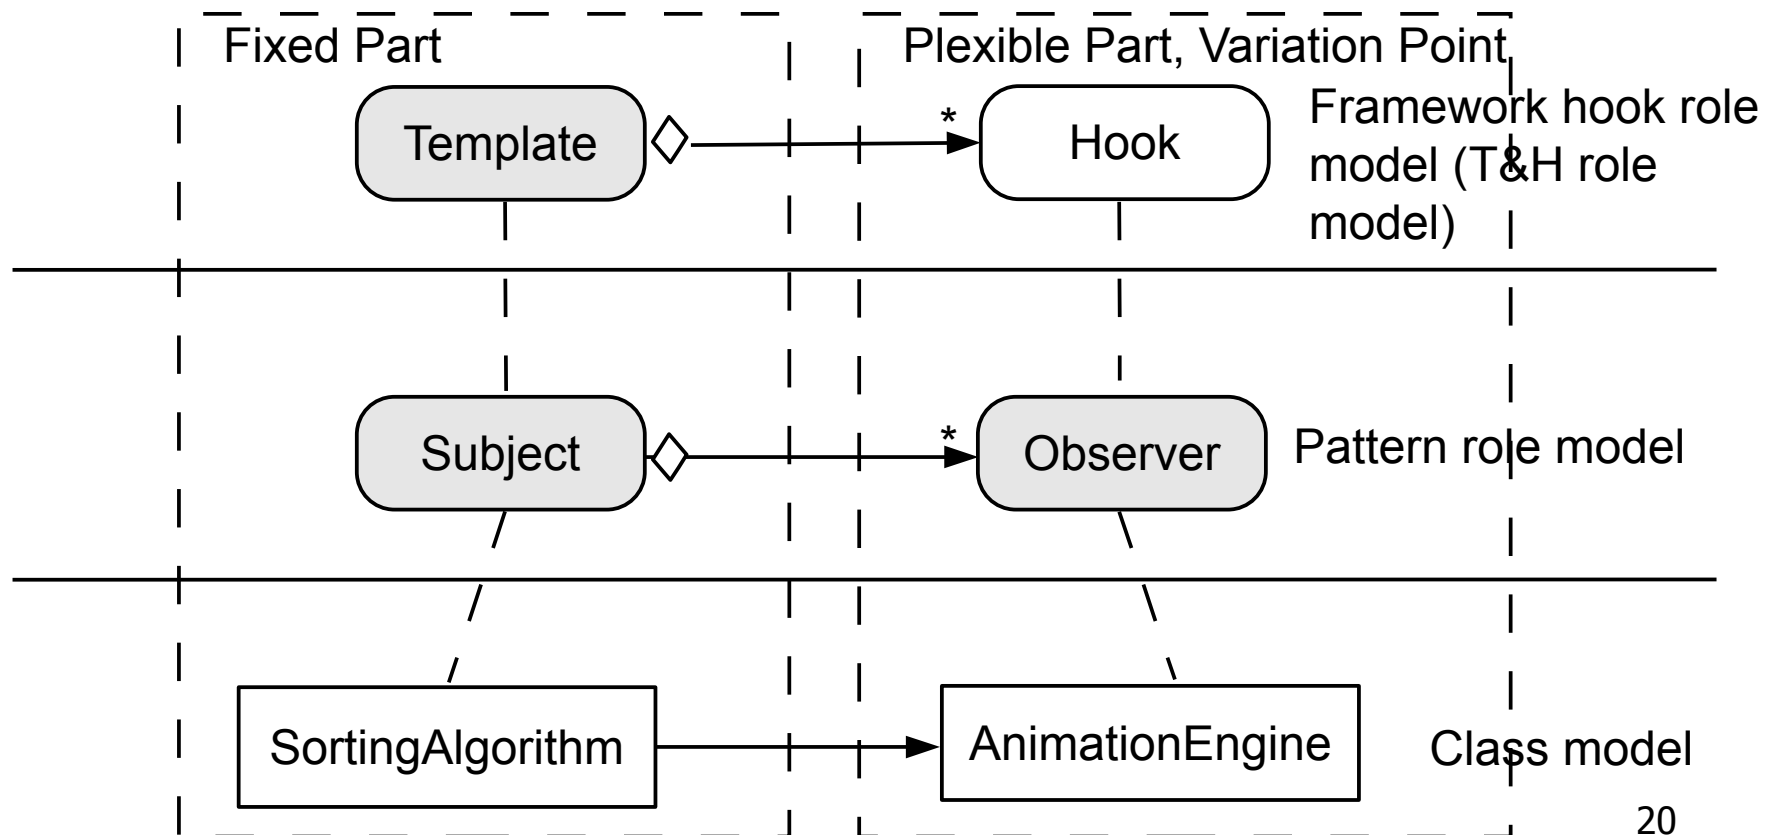 Fixed Part
Plexible Part, Variation Point
Template
*
Hook
Framework hook role
model (T&H role
model)
Subject
*
Observer
Pattern role model
SortingAlgorithm
AnimationEngine
Class model
20